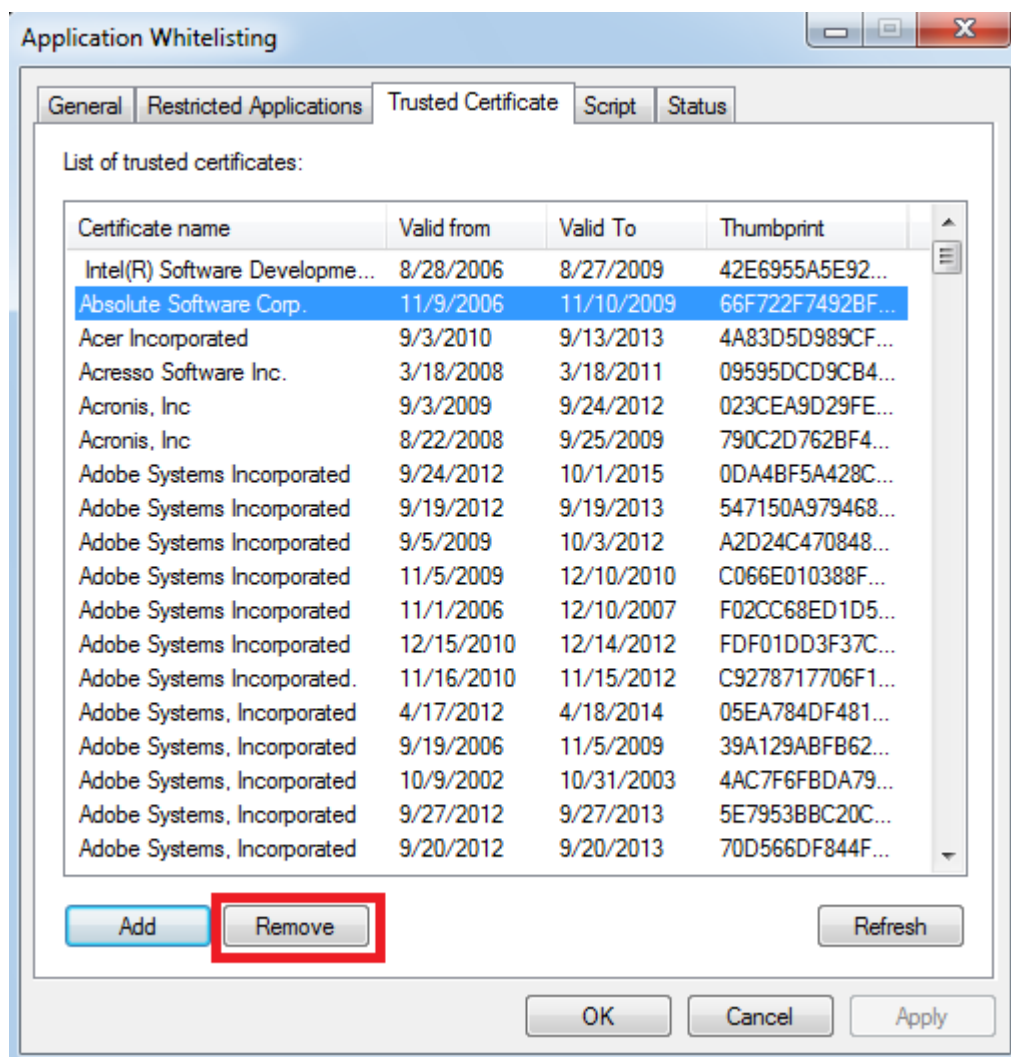 Application Whitelisting
General Restricted Applications Trusted Certificate Script Status
List of trusted certificates:
Certificate name Valid from Valid To Thumbprint
Intel(R) Software Developme... 8/28/2006 8/27/2009 42E6955A5E92...
Absolute Software Corp. 11/9/2006 11/10/2009 66F722F7492BF...
Acer Incorporated 9/3/2010 9/13/2013 4A83D5D989CF...
Acresso Software Inc. 3/18/2008 3/18/2011 09595DCD9CB4...
Acronis, Inc 9/3/2009 9/24/2012 023CEA9D29FE...
Acronis, Inc 8/22/2008 9/25/2009 790C2D762BF4...
Adobe Systems Incorporated 9/24/2012 10/1/2015 0DA4BF5A428C...
Adobe Systems Incorporated 9/19/2012 9/19/2013 547150A979468...
Adobe Systems Incorporated 9/5/2009 10/3/2012 A2D24C470848...
Adobe Systems Incorporated 11/5/2009 12/10/2010 C066E010388F...
Adobe Systems Incorporated 11/1/2006 12/10/2007 F02CC68ED1D5...
Adobe Systems Incorporated 12/15/2010 12/14/2012 FDF01DD3F37C...
Adobe Systems Incorporated. 11/16/2010 11/15/2012 C9278717706F1...
Adobe Systems, Incorporated 4/17/2012 4/18/2014 05EA784DF481...
Adobe Systems, Incorporated 9/19/2006 11/5/2009 39A129ABFB62...
Adobe Systems, Incorporated 10/9/2002 10/31/2003 4AC7F6FBDA79...
Adobe Systems, Incorporated 9/27/2012 9/27/2013 5E7953BBC20C...
Adobe Systems, Incorporated 9/20/2012 9/20/2013 70D566DF844F...
Add Remove Refresh
OK Cancel Apply